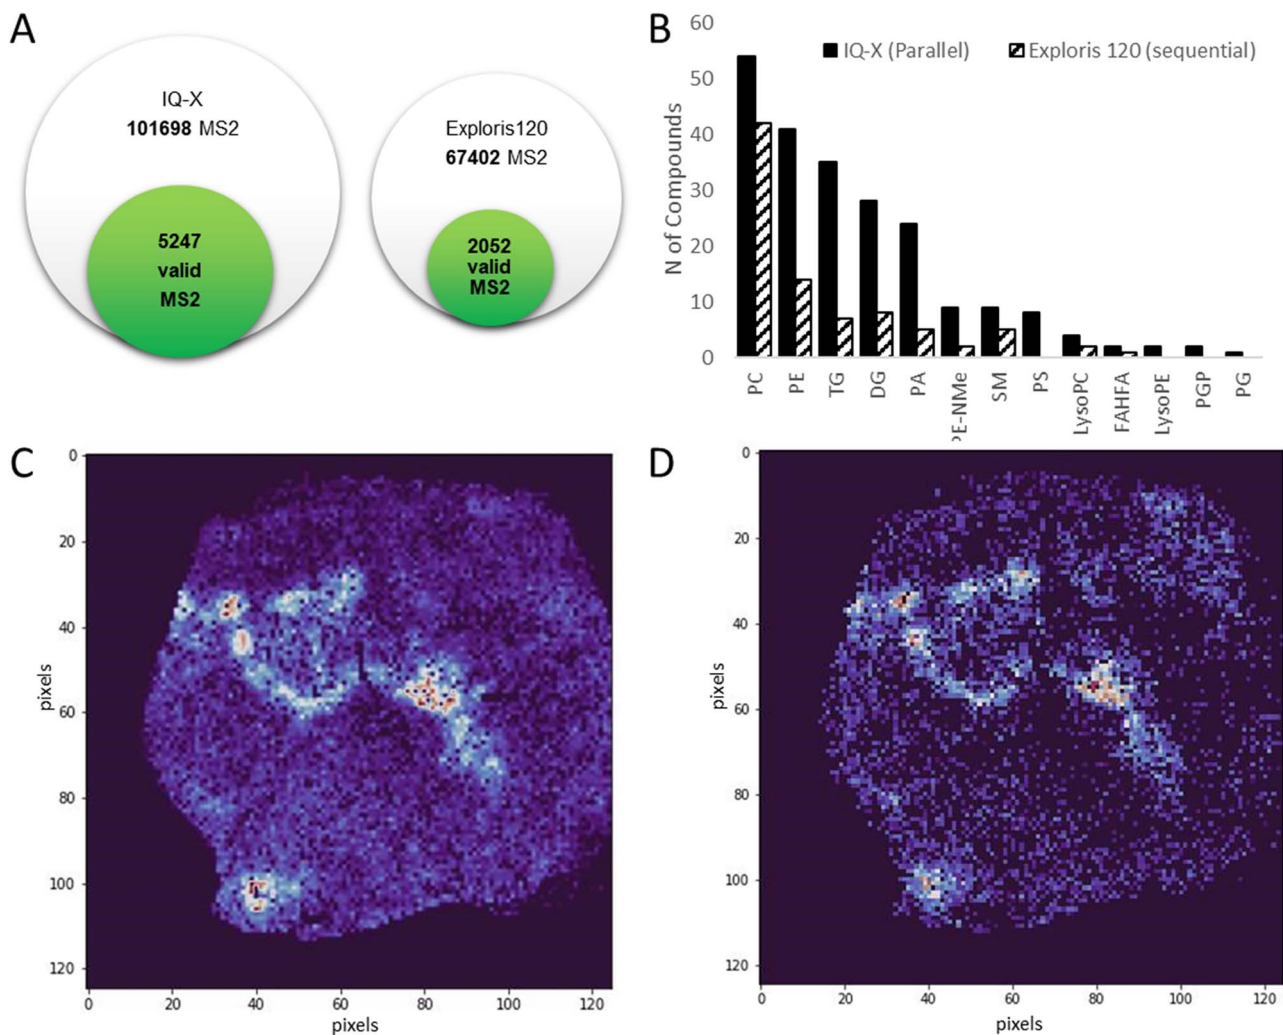 A
IQ-X
101698 MS2
5247
valid
MS2
Exploris120
67402 MS2
2052
valid
MS2
B
60
50
40
30
20
10
0
N of Compounds
IQ-X (Parallel)
Exploris 120 (sequential)
PC
PE
TG
DG
PA
PE-NMe
SM
PS
LysoPC
FAHFA
LysoPE
PGP
PG
C
0
20
40
60
80
100
120
pixels
0 20 40 60 80 100 120
pixels
D
0
20
40
60
80
100
120
pixels
0 20 40 60 80 100 120
pixels